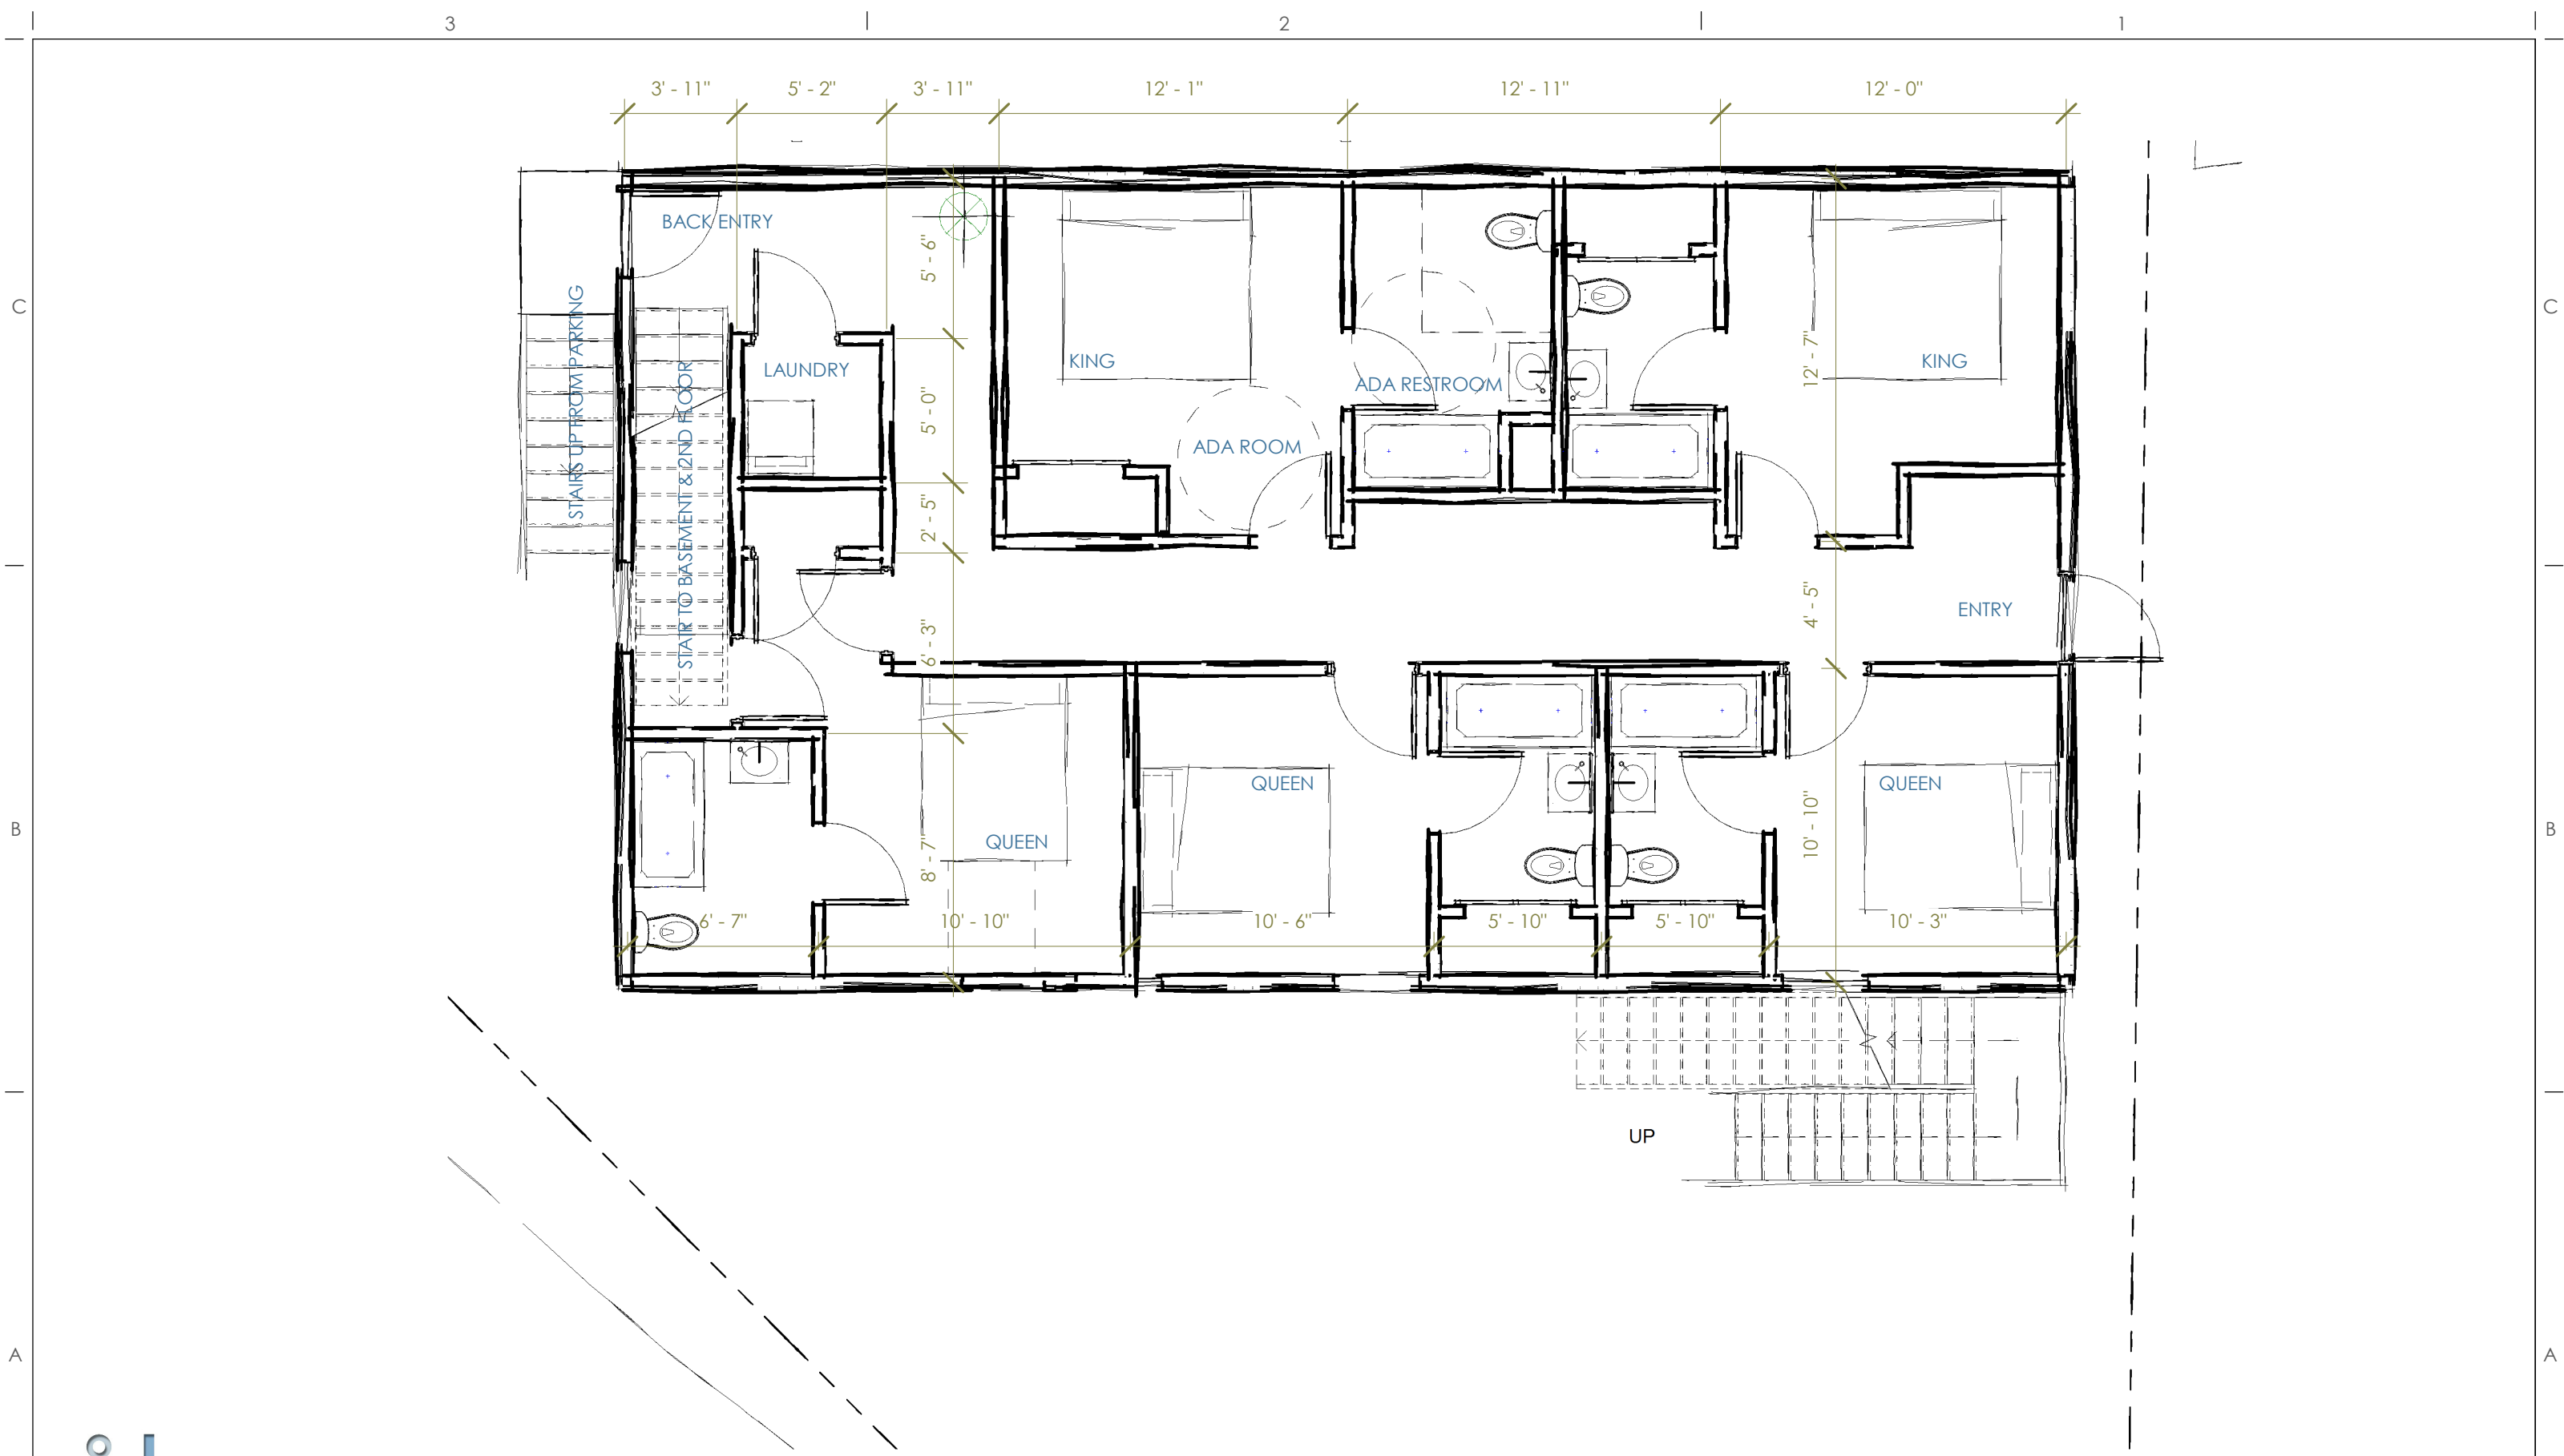 3
2
1
3' - 11"
5' - 2"
3' - 11"
12' - 1"
12' - 11"
12' - 0"
BACK ENTRY
5' - 6"
C
C
STAIRS UP FROM PARKING
STAIR TO BASEMENT & 2ND FLOOR
LAUNDRY
KING
ADA RESTROOM
12' - 7"
KING
5' - 0"
ADA ROOM
2' - 5"
4' - 5"
ENTRY
6' - 3"
QUEEN
QUEEN
B
B
QUEEN
8' - 7"
10' - 10"
6' - 7"
10' - 10"
10' - 6"
5' - 10"
5' - 10"
10' - 3"
UP
A
A